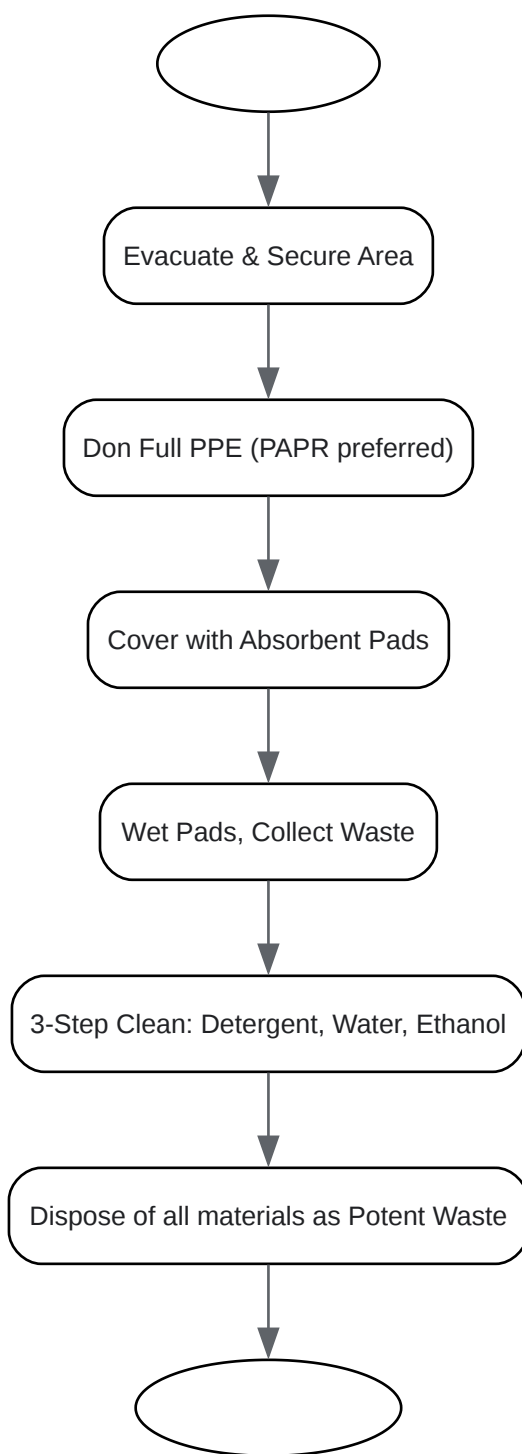 Evacuate & Secure Area
Don Full PPE (PAPR preferred)
Cover with Absorbent Pads
Wet Pads, Collect Waste
3-Step Clean: Detergent, Water, Ethanol
Dispose of all materials as Potent Waste